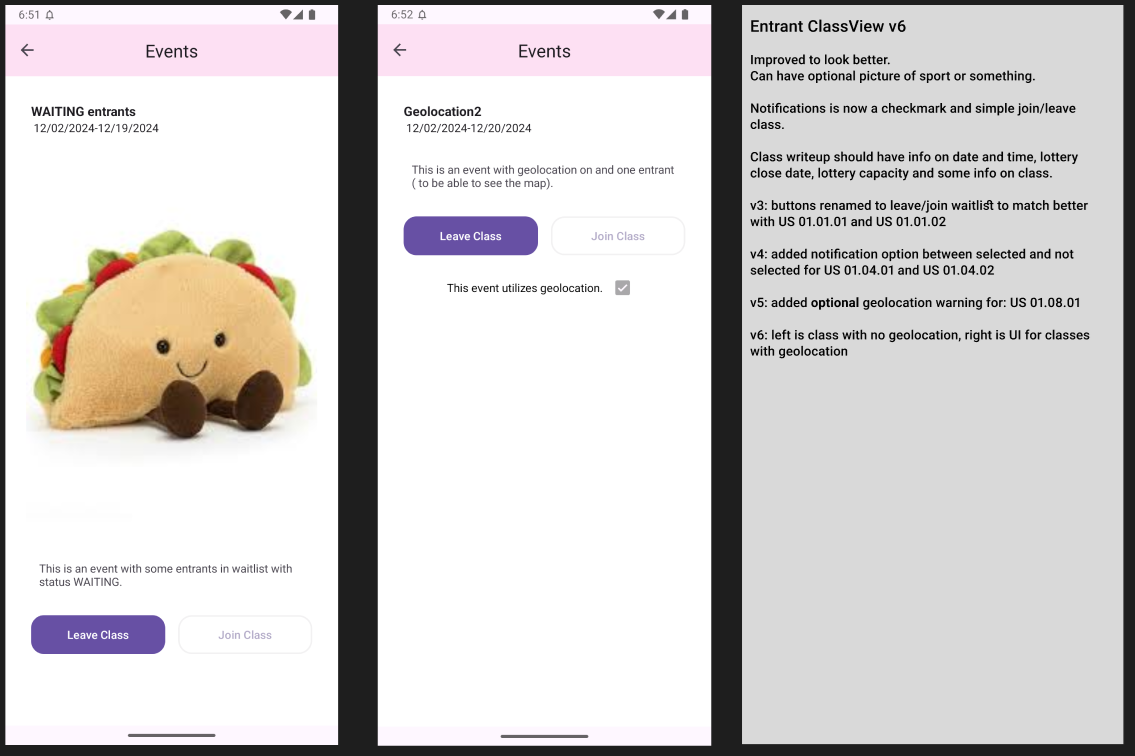 6:51
Events
WAITING entrants
12/02/2024-12/19/2024
This is an event with some entrants in waitlist with
status WAITING.
Leave Class
Join Class
6:52
Events
Geolocation2
12/02/2024-12/20/2024
This is an event with geolocation on and one entrant
( to be able to see the map).
Leave Class
Join Class
This event utilizes geolocation.
Entrant ClassView v6
Improved to look better.
Can have optional picture of sport or something.
Notifications is now a checkmark and simple join/leave
class.
Class writeup should have info on date and time, lottery
close date, lottery capacity and some info on class.
v3: buttons renamed to leave/join waitlist to match better
with US 01.01.01 and US 01.01.02
v4: added notification option between selected and not
selected for US 01.04.01 and US 01.04.02
v5: added optional geolocation warning for: US 01.08.01
v6: left is class with no geolocation, right is UI for classes
with geolocation